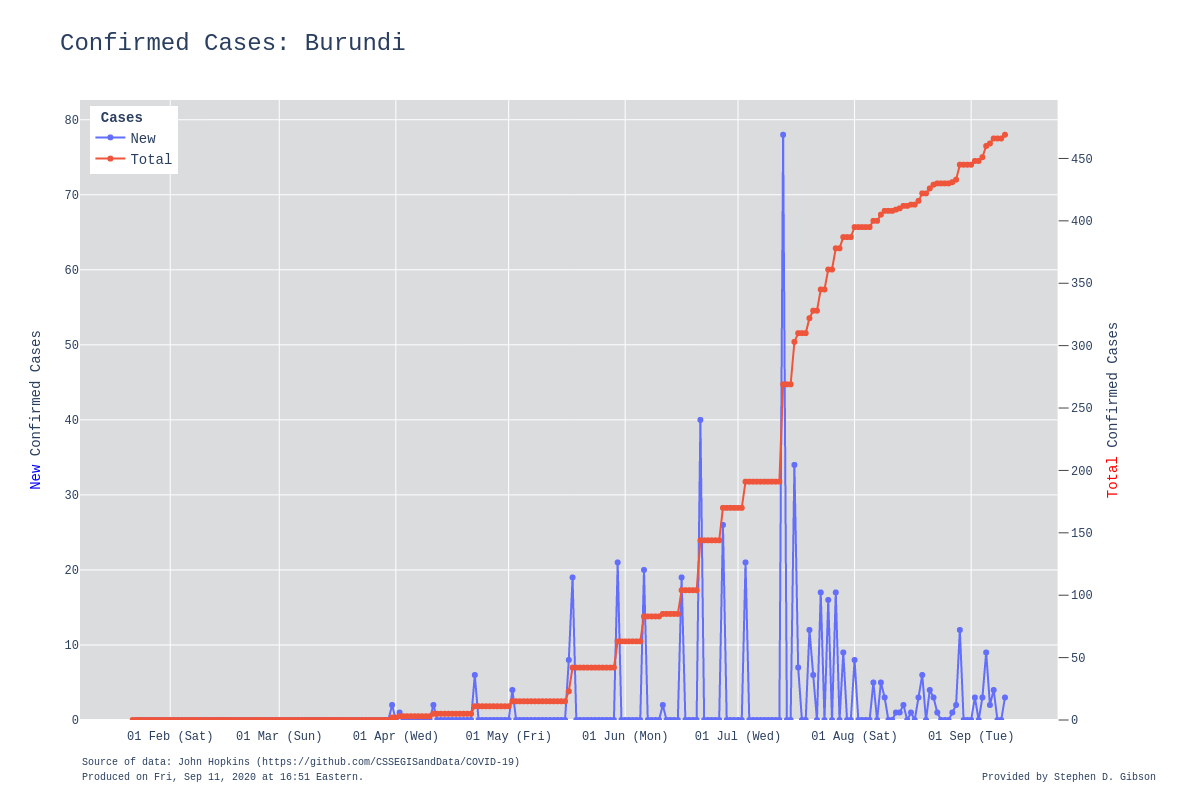 Confirmed Cases: Burundi
Cases
New
Total
80
70
60
50
40
30
20
10
0
New Confirmed Cases
450
400
350
300
250
200
150
100
50
0
Total Confirmed Cases
01 Feb (Sat) 01 Mar (Sun) 01 Apr (Wed) 01 May (Fri) 01 Jun (Mon) 01 Jul (Wed) 01 Aug (Sat) 01 Sep (Tue)
Source of data: John Hopkins (https://github.com/CSSEGISandData/COVID-19)
Produced on Fri, Sep 11, 2020 at 16:51 Eastern.
Provided by Stephen D. Gibson